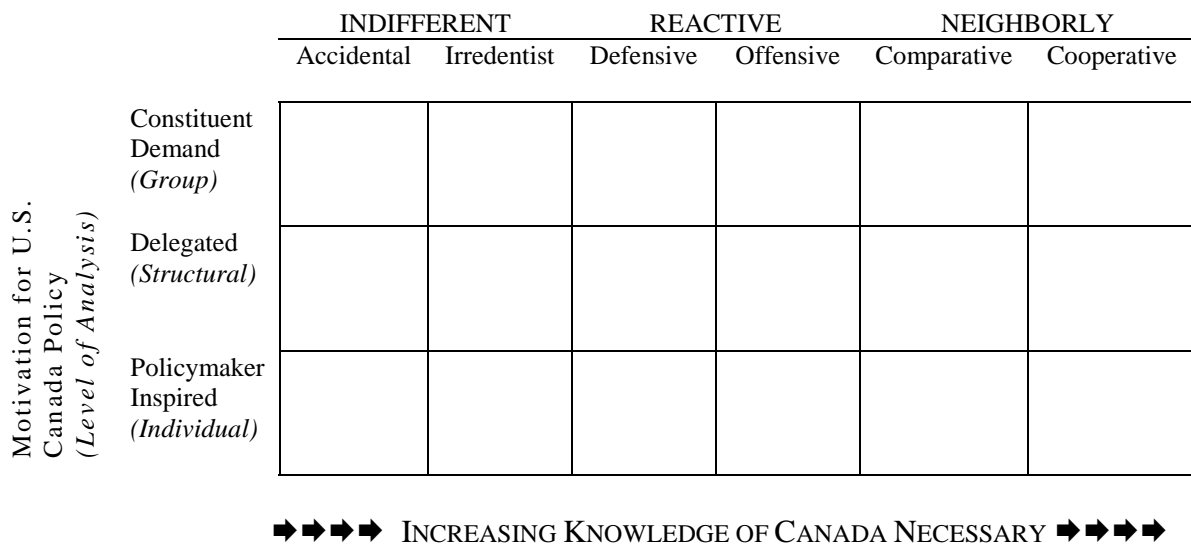 INDIFFERENT REACTIVE NEIGHBORLY
Accidental Irredentist Defensive Offensive Comparative Cooperative
Motivation for U.S.
Canada Policy
(Level of Analysis)
Constituent
Demand
(Group)
Delegated
(Structural)
Policymaker
Inspired
(Individual)
INCREASING KNOWLEDGE OF CANADA NECESSARY